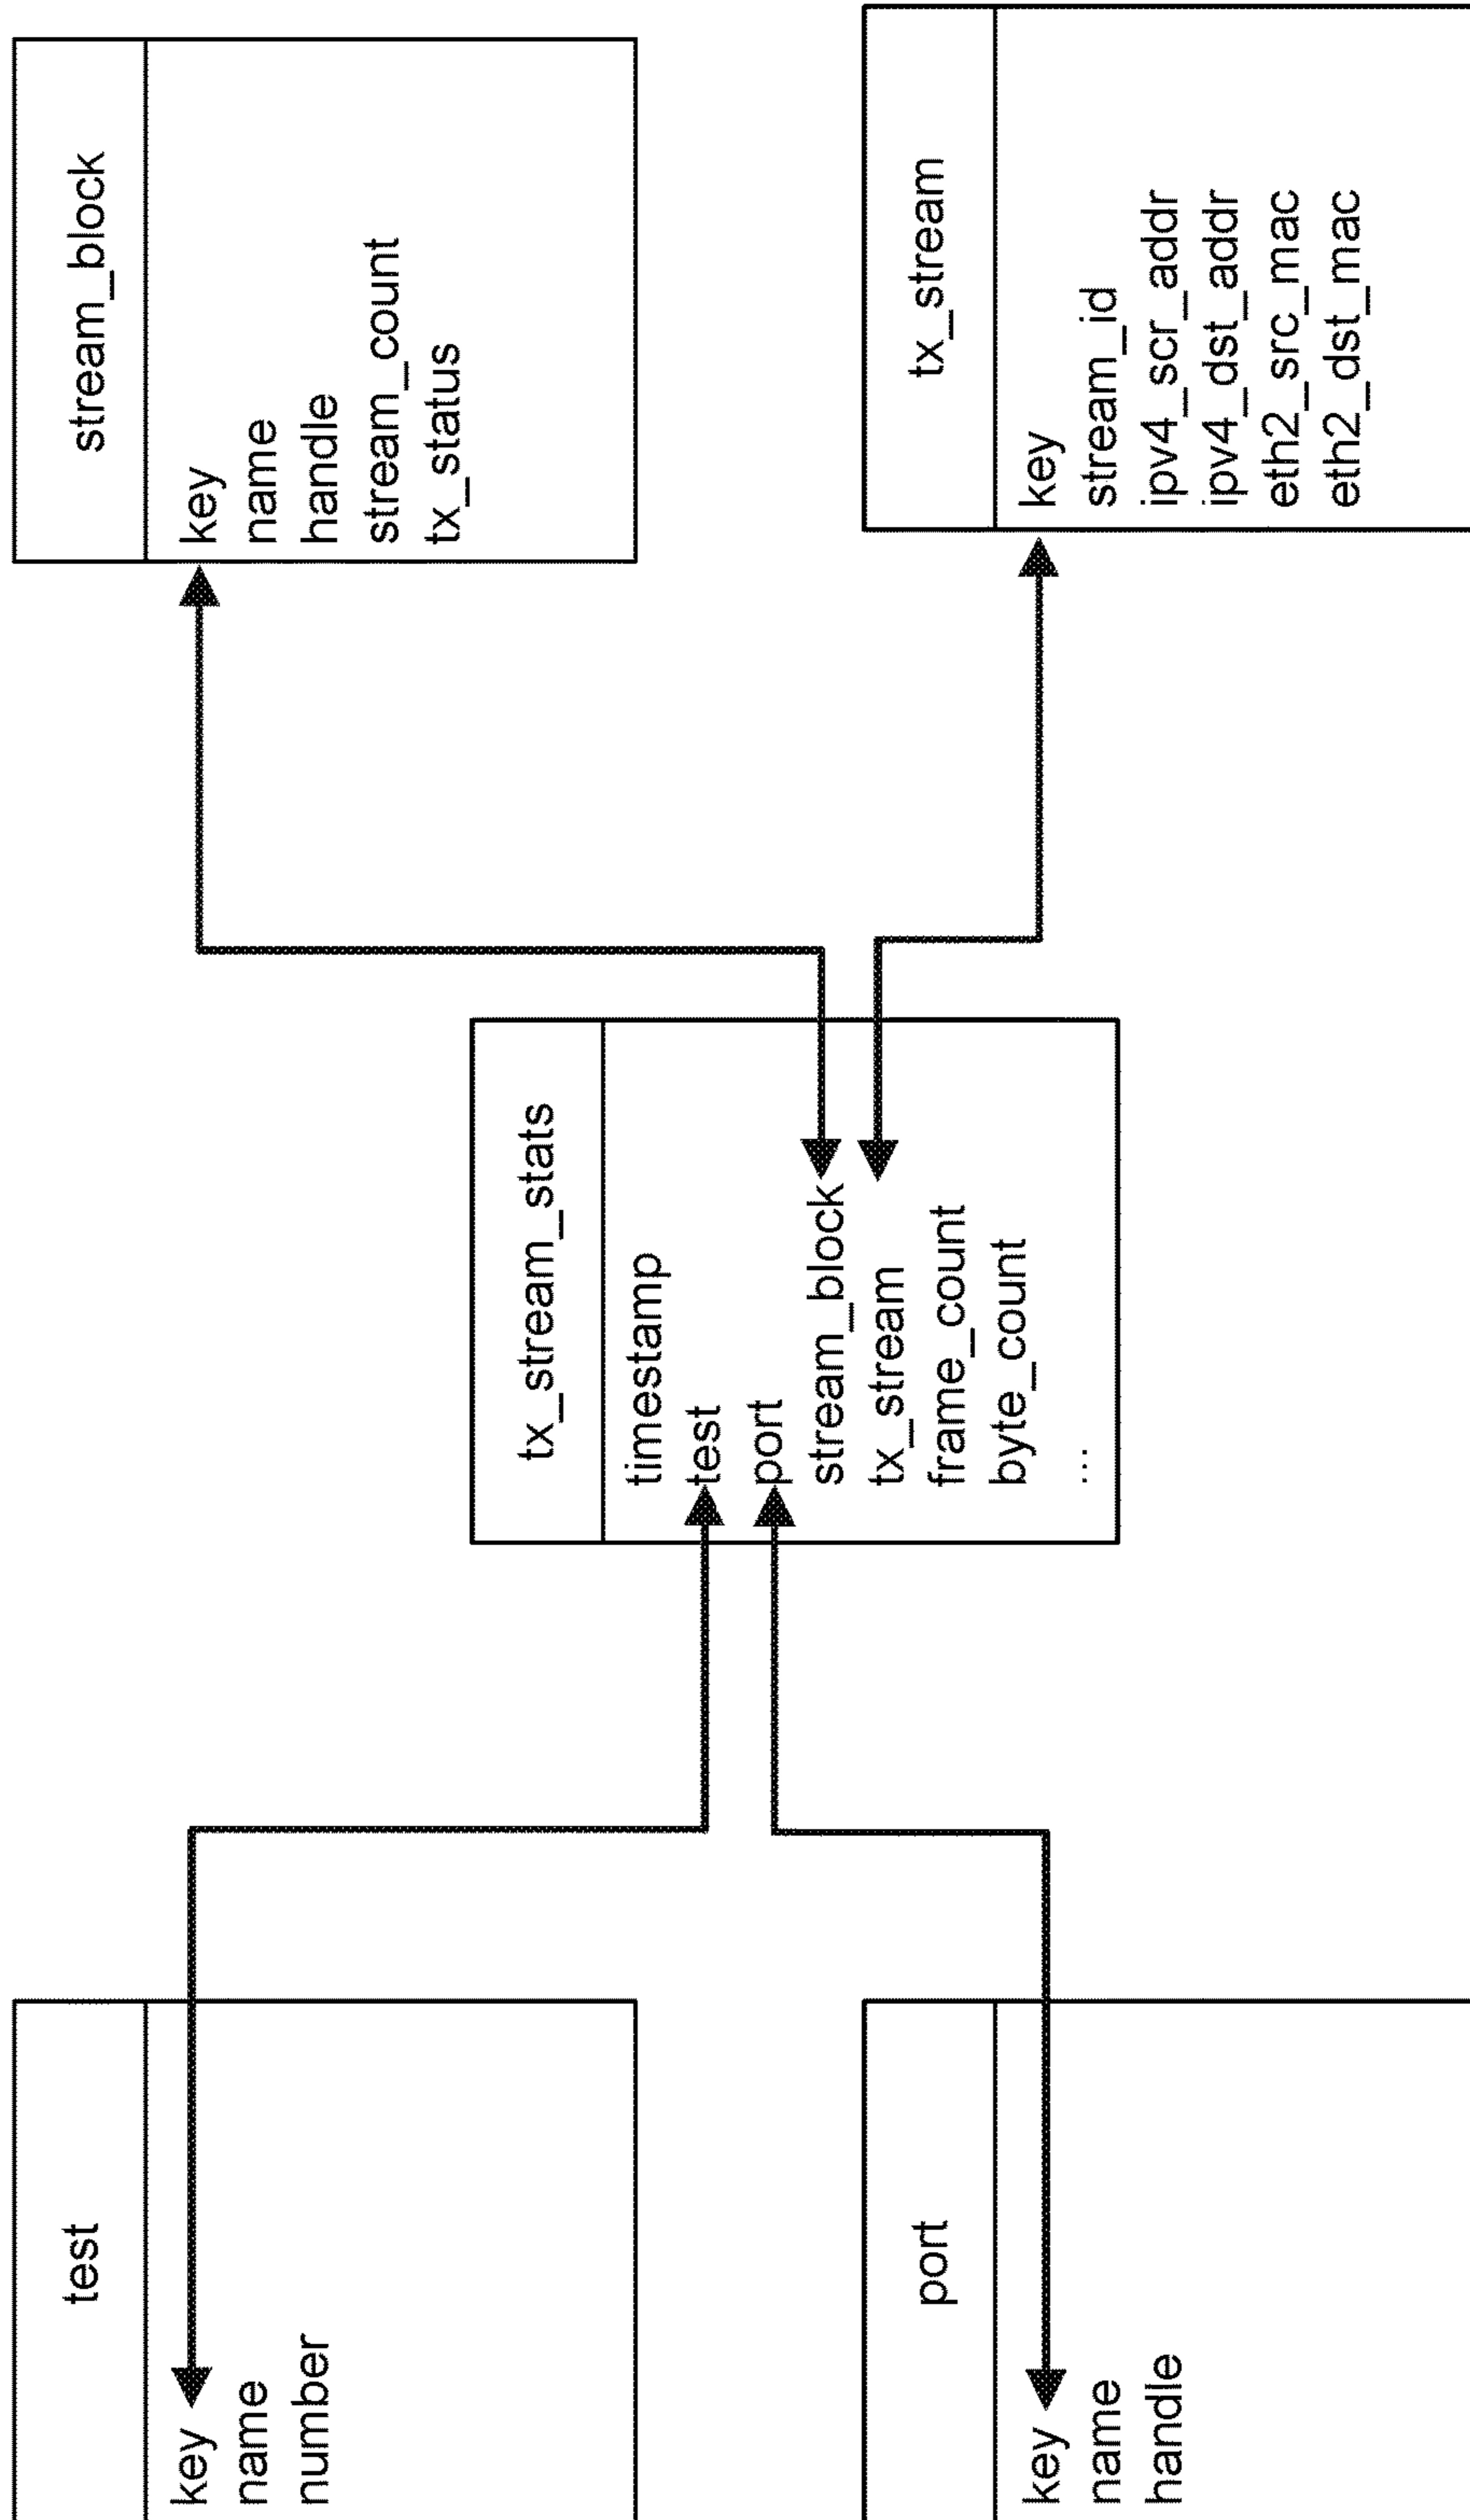 test
key
name
number
port
key
name
handle
tx_stream_stats
timestamp
test
port
stream_block
tx_stream
frame_count
byte_count
...
stream_block
key
name
handle
stream_count
tx_status
tx_stream
key
stream_id
ipv4_scr_addr
ipv4_dst_addr
eth2_src_mac
eth2_dst_mac